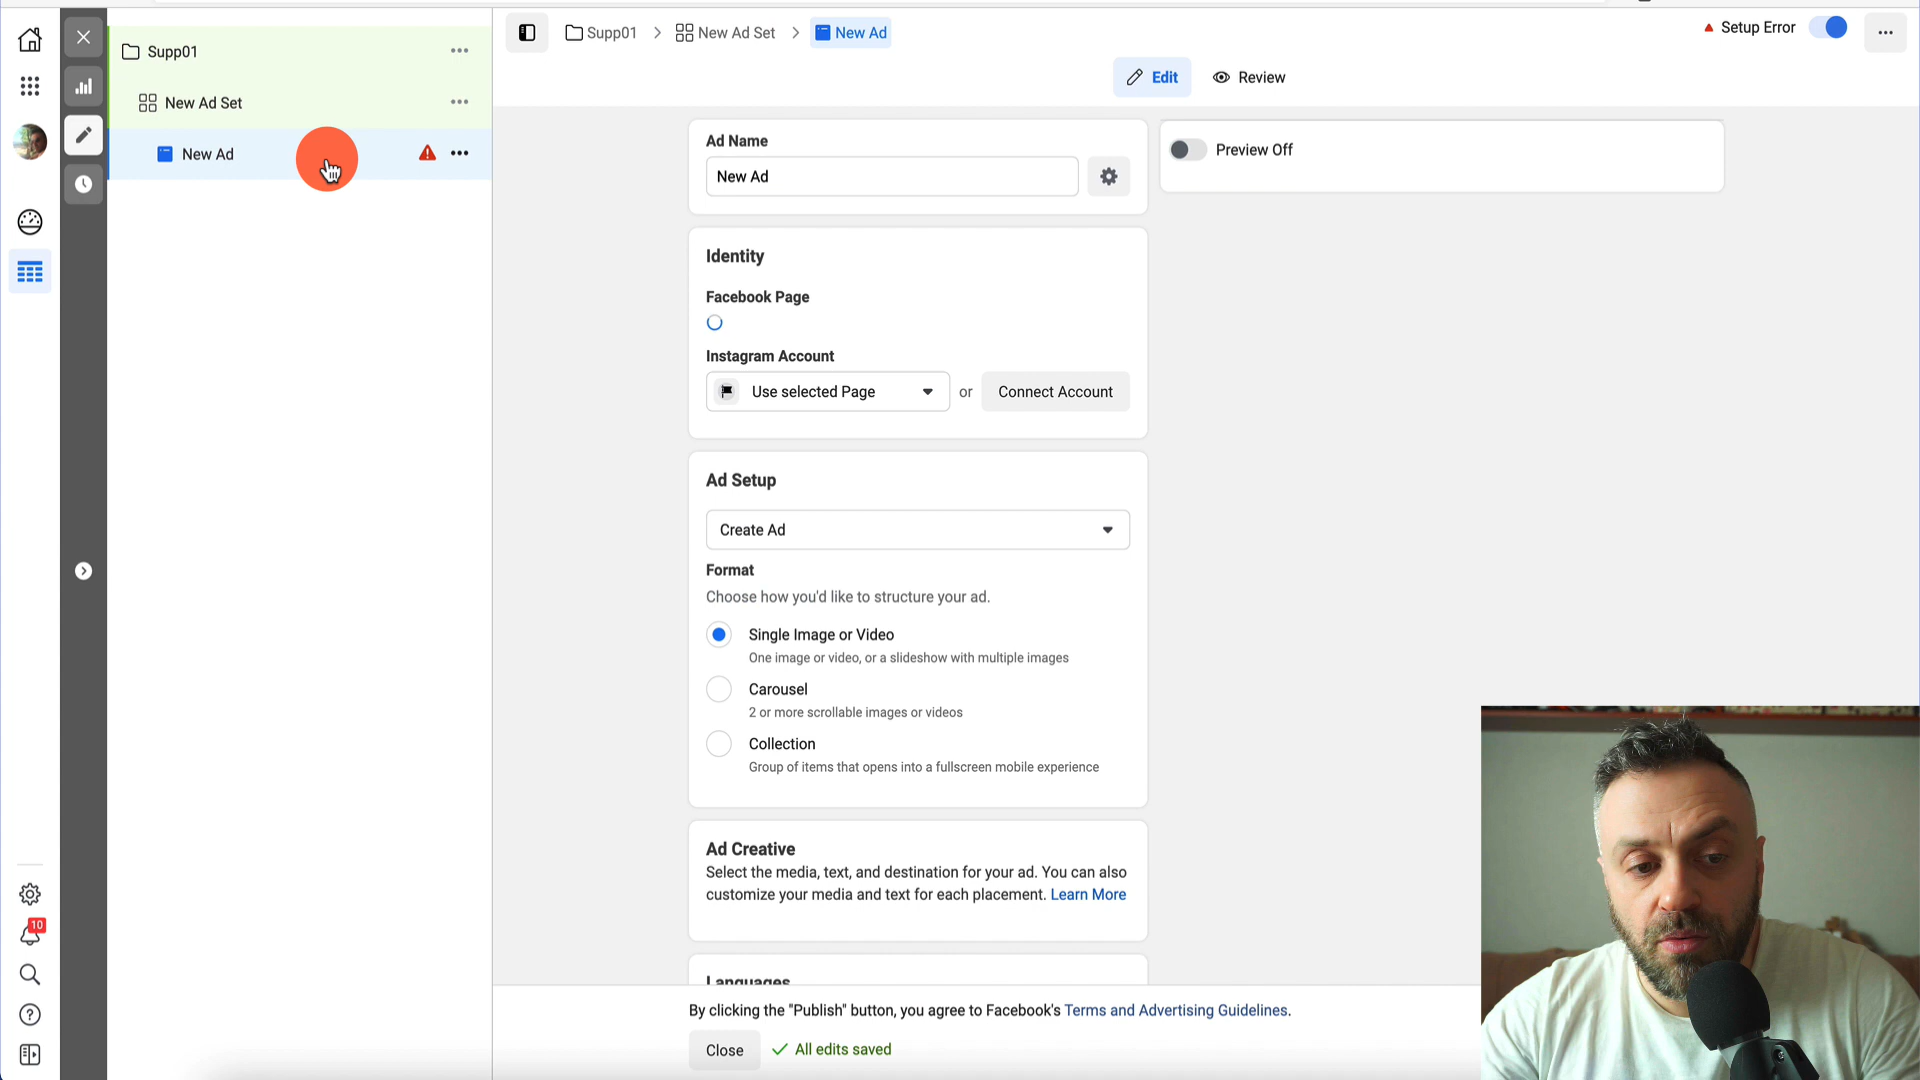 Supp01
New Ad Set
New Ad
Supp01
New Ad Set
New Ad
Setup Error
Edit
Review
Ad Name
New Ad
Preview Off
Identity
Facebook Page
Instagram Account
Use selected Page
or
Connect Account
Ad Setup
Create Ad
Format
Choose how you'd like to structure your ad.
Single Image or Video
One image or video, or a slideshow with multiple images
Carousel
2 or more scrollable images or videos
Collection
Group of items that opens into a fullscreen mobile experience
Ad Creative
Select the media, text, and destination for your ad. You can also
customize your media and text for each placement. Learn More
Languages
10
By clicking the "Publish" button, you agree to Facebook's Terms and Advertising Guidelines.
Close
All edits saved